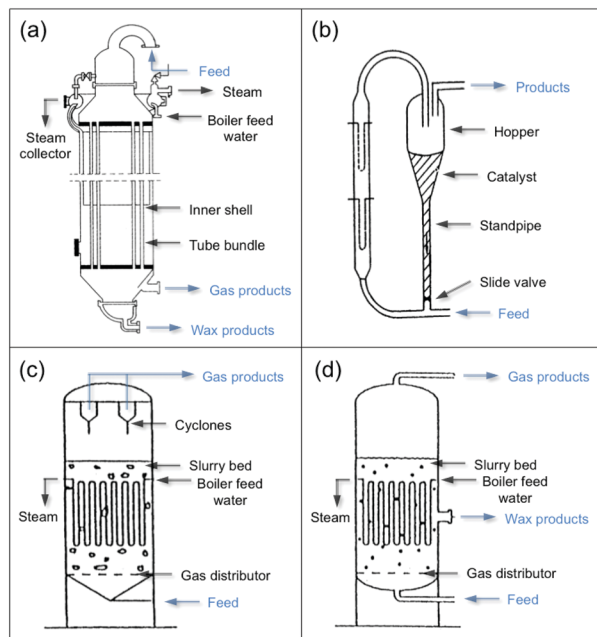 (a)
Feed
Steam
Boiler feed
water
Steam
collector
Inner shell
Tube bundle
Gas products
Wax products
(b)
Products
Hopper
Catalyst
Standpipe
Slide valve
Feed
(c)
Gas products
Cyclones
Slurry bed
Boiler feed
water
Steam
Gas distributor
Feed
(d)
Gas products
Slurry bed
Boiler feed
water
Steam
Wax products
Gas distributor
Feed